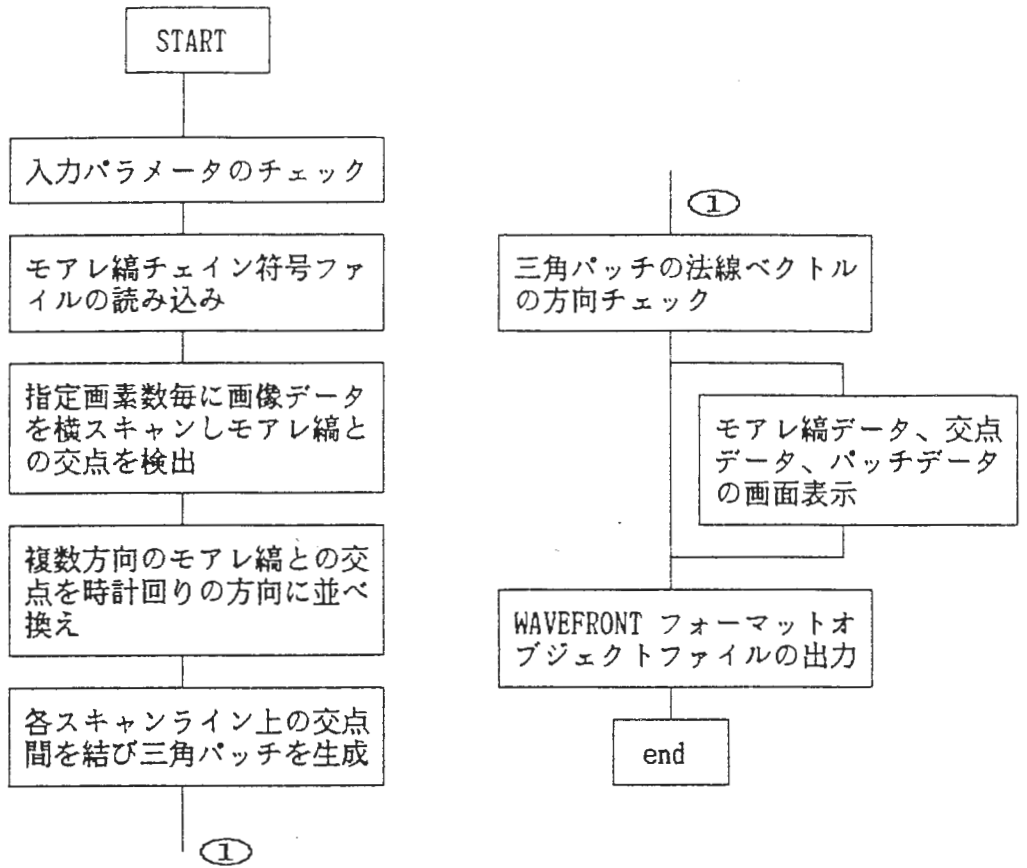 START
入力パラメータのチェック
モアレ縞チェイン符号ファ
イルの読み込み
指定画素数毎に画像データ
を横スキャンしモアレ縞と
の交点を検出
複数方向のモアレ縞との交
点を時計回りの方向に並べ
換え
各スキャンライン上の交点
間を結び三角パッチを生成
①
①
三角パッチの法線ベクトル
の方向チェック
モアレ縞データ、交点
データ、パッチデータ
の画面表示
WAVEFRONT フォーマットオ
ブジェクトファイルの出力
end